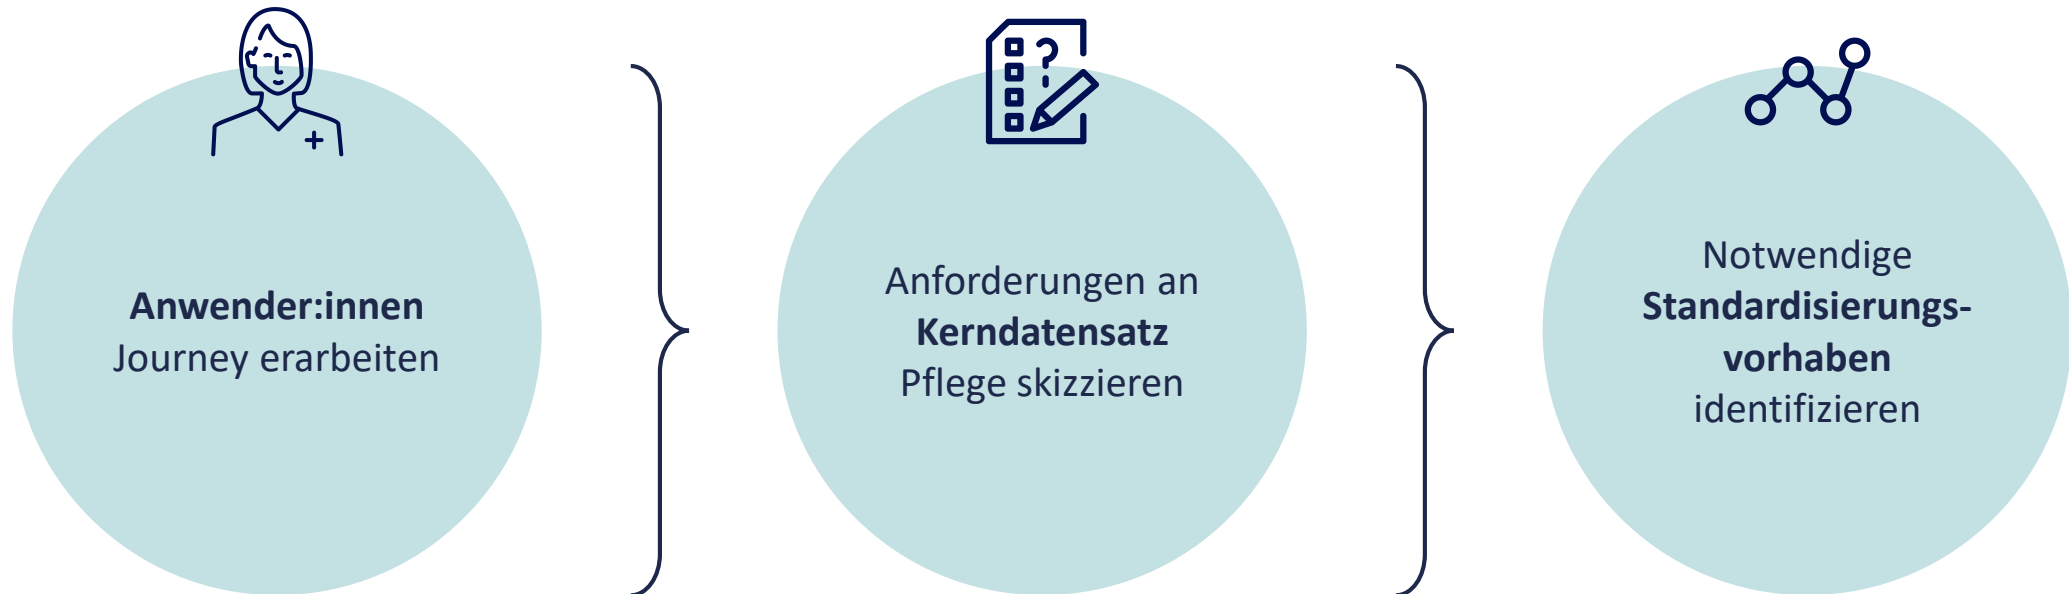 Anwender:innen
Journey erarbeiten
Anforderungen an
Kerndatensatz
Pflege skizzieren
Notwendige
Standardisierungs-
vorhaben
identifizieren